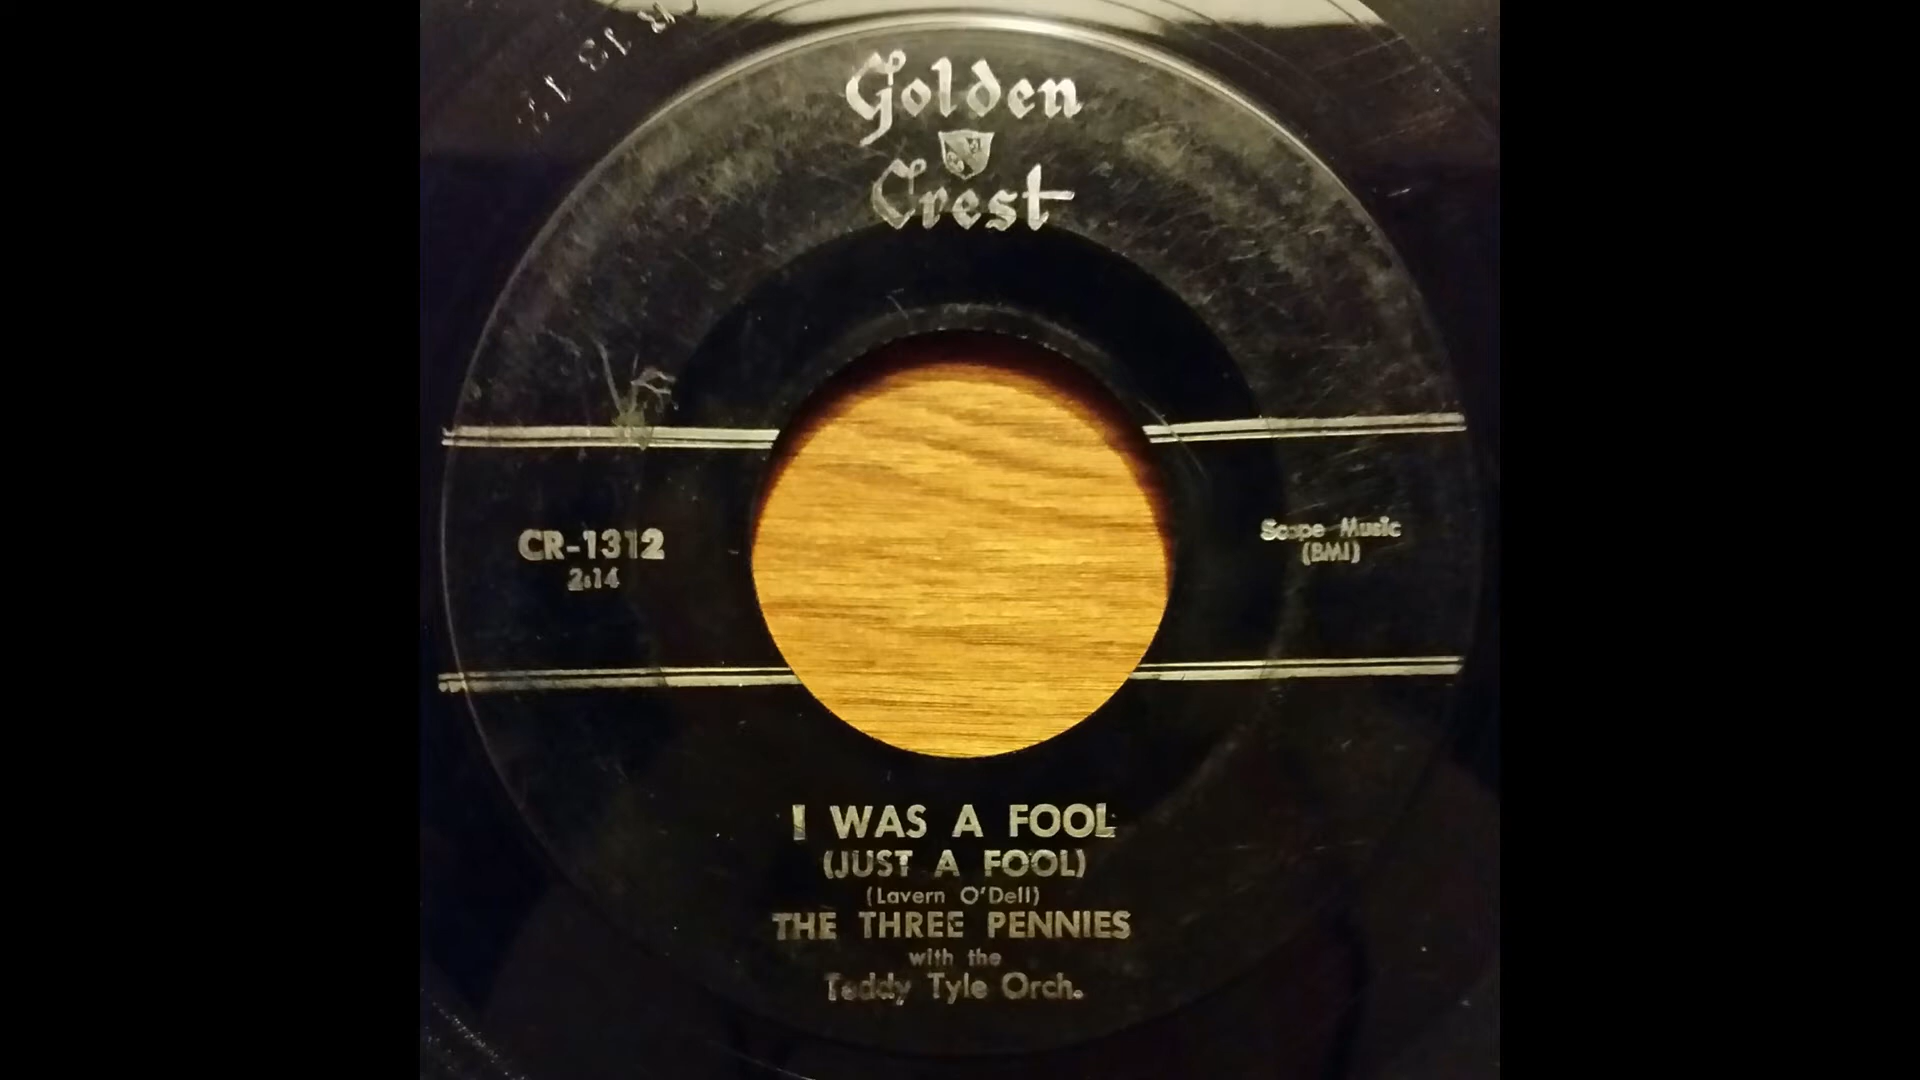 Golden
Crest
CR-1312
2:14
Scope Music
(BMI)
I WAS A FOOL
(JUST A FOOL)
(Lavern O'Dell)
THE THREE PENNIES
with the
Teddy Tyle Orch.